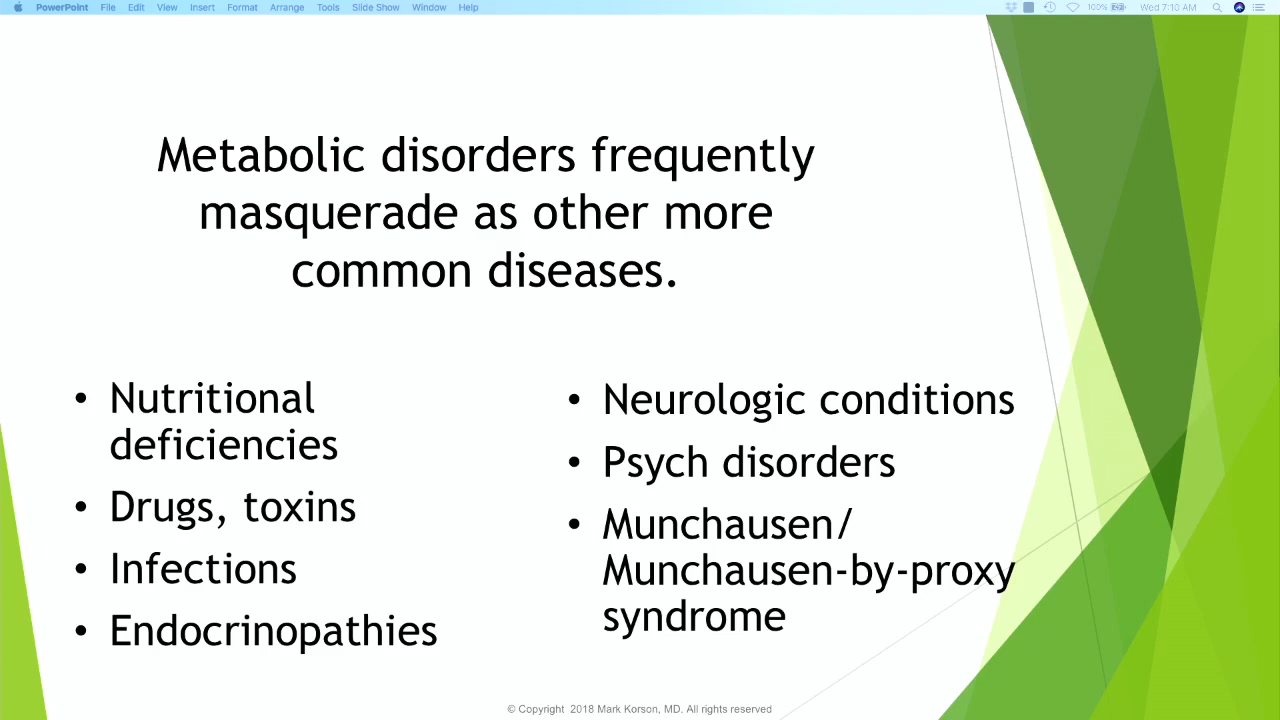 PowerPoint File Edit View Insert Format Arrange Tools Slide Show Window Help 100% Wed 7:10 AM
Metabolic disorders frequently
masquerade as other more
common diseases.
• Nutritional
deficiencies
• Drugs, toxins
• Infections
• Endocrinopathies
• Neurologic conditions
• Psych disorders
• Munchausen/
Munchausen-by-proxy
syndrome
© Copyright 2018 Mark Korson, MD. All rights reserved